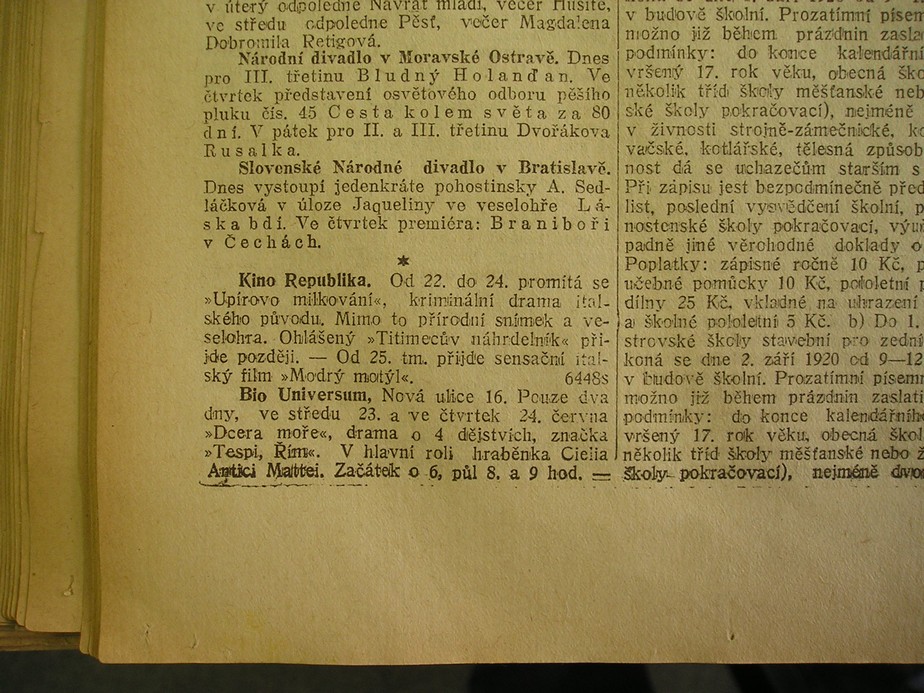 v úterý odpoledne Návrat mládí, večer Husité,
ve středu odpoledne Pěsť, večer Magdalena
Dobromila Retigová.
Národní divadlo v Moravské Ostravě. Dnes
pro III. třetinu Bludný Holanďan. Ve
čtvrtek představení osvětového odboru pěšího
pluku čís. 45 Cesta kolem světa za 80
dní. V pátek pro II. a III. třetinu Dvořákova
Rusalka.
Slovenské Národné divadlo v Bratislavě.
Dnes vystoupí jedenkráte pohostinsky A. Sed-
láčková v úloze Jaqueliny ve veselohře Lá-
ska bdí. Ve čtvrtek premiéra: Braniboři
v Čechách.
*
Kino Republika. Od 22. do 24. promítá se
»Upírovo milkování«, kriminální drama ital-
ského původu. Mimo to přírodní snímek a ve-
selohra. Ohlášený »Titimecův náhrdelník« při-
jde později. — Od 25. tm. přijde sensační ital-
ský film »Modrý motýl«. 6448s
Bio Universum, Nová ulice 16. Pouze dva
dny, ve středu 23. a ve čtvrtek 24. června
»Dcera moře«, drama o 4 dějstvích, značka
»Tespi, Řím«. V hlavní roli hraběnka Cielia
Antici Mattei. Začátek o 6, půl 8. a 9 hod. =
v budově školní. Prozatímní písem
možno již během prázdnin zasla
podmínky: do konce kalendářní
vršený 17. rok věku, obecná ško
několik tříd školy měšťanské neb
ské školy pokračovací), nejméně
v živnosti strojně-zámečnické, ko
vačské, kotlářské, tělesná způsob
nost dá se uchazečům starším s
Při zápisu jest bezpodmínečně před
list, poslední vysvědčení školní, p
nostenské školy pokračovací, výu
padně jiné věrohodné doklady o
Poplatky: zápisné ročně 10 Kč, p
učebné pomůcky 10 Kč, pololetní p
dílny 25 Kč, vkladné na uhrazení
a školné pololetní 5 Kč. b) Do 1.
strovské školy stavební pro zední
koná se dne 2. září 1920 od 9—12
v budově školní. Prozatímní písemn
možno již během prázdnin zaslati
podmínky: do konce kalendářního
vršený 17. rok věku, obecná škol
několik tříd školy měšťanské nebo ž
školy pokračovací), nejméně dvou